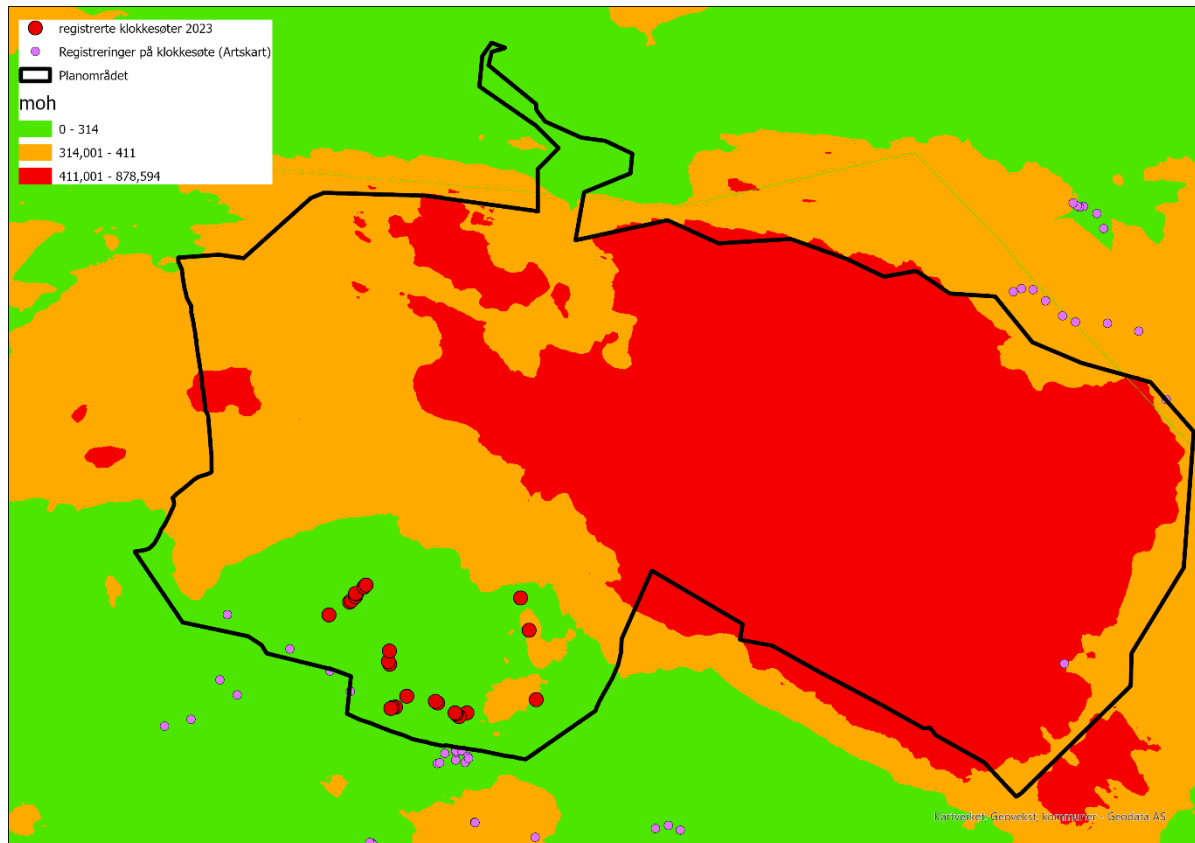 registrerte klokkesøter 2023
Registreringer på klokkesøte (Artskart)
Planområdet
moh
0 - 314
314,001 - 411
411,001 - 878,594
Kartverket, Geovekst, kommuner - Geodata AS